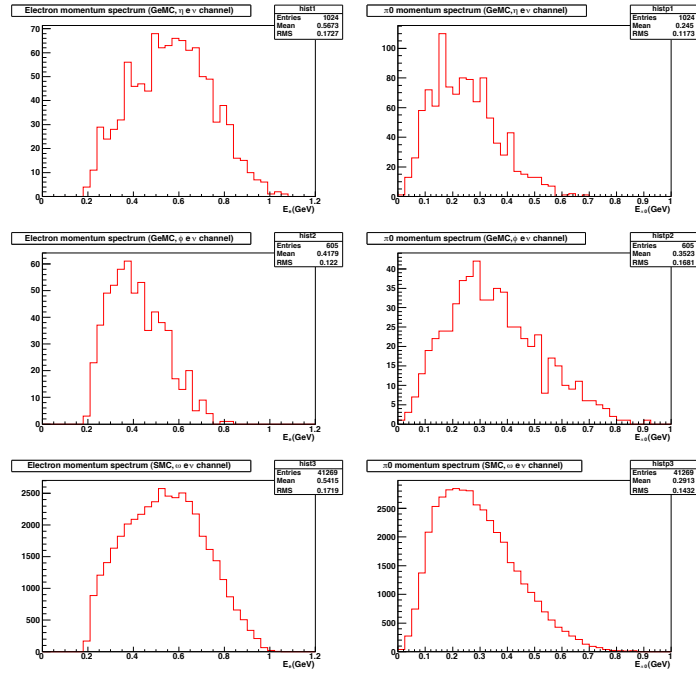 Electron momentum spectrum (GeMC, η e ν channel)
hist1
Entries 1024
Mean 0.5673
RMS 0.1727
70
60
50
40
30
20
10
0
0 0.2 0.4 0.6 0.8 1 1.2
E_e(GeV)
π0 momentum spectrum (GeMC, η e ν channel)
histp1
Entries 1024
Mean 0.245
RMS 0.1173
100
80
60
40
20
0
0 0.1 0.2 0.3 0.4 0.5 0.6 0.7 0.8 0.9 1
E_π0(GeV)
Electron momentum spectrum (GeMC, ϕ e ν channel)
hist2
Entries 605
Mean 0.4179
RMS 0.122
60
50
40
30
20
10
0
0 0.2 0.4 0.6 0.8 1 1.2
E_e(GeV)
π0 momentum spectrum (GeMC, ϕ e ν channel)
histp2
Entries 605
Mean 0.3523
RMS 0.1681
40
35
30
25
20
15
10
5
0
0 0.1 0.2 0.3 0.4 0.5 0.6 0.7 0.8 0.9 1
E_π0(GeV)
Electron momentum spectrum (SMC, ω e ν channel)
hist3
Entries 41269
Mean 0.5415
RMS 0.1719
2500
2000
1500
1000
500
0
0 0.2 0.4 0.6 0.8 1 1.2
E_e(GeV)
π0 momentum spectrum (SMC, ω e ν channel)
histp3
Entries 41269
Mean 0.2913
RMS 0.1432
2500
2000
1500
1000
500
0
0 0.1 0.2 0.3 0.4 0.5 0.6 0.7 0.8 0.9 1
E_π0(GeV)